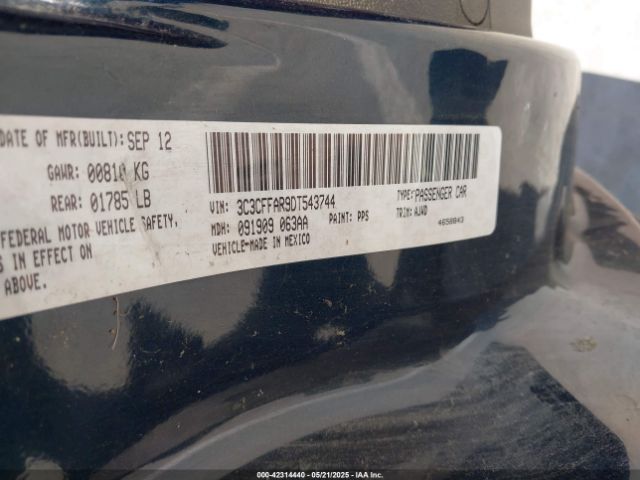 DATE OF MFR(BUILT): SEP 12
GAWR: 00810 KG
REAR: 01785 LB
FEDERAL MOTOR VEHICLE SAFETY,
S IN EFFECT ON
ABOVE.
VIN: 3C3CFFAR9DT543744
TYPE: PASSENGER CAR
MDH: 091909 063AA
PAINT: PPS
TRIM: AJWD
VEHICLE-MADE IN MEXICO
4658843
000-42314440 - 05/21/2025 - IAA Inc.